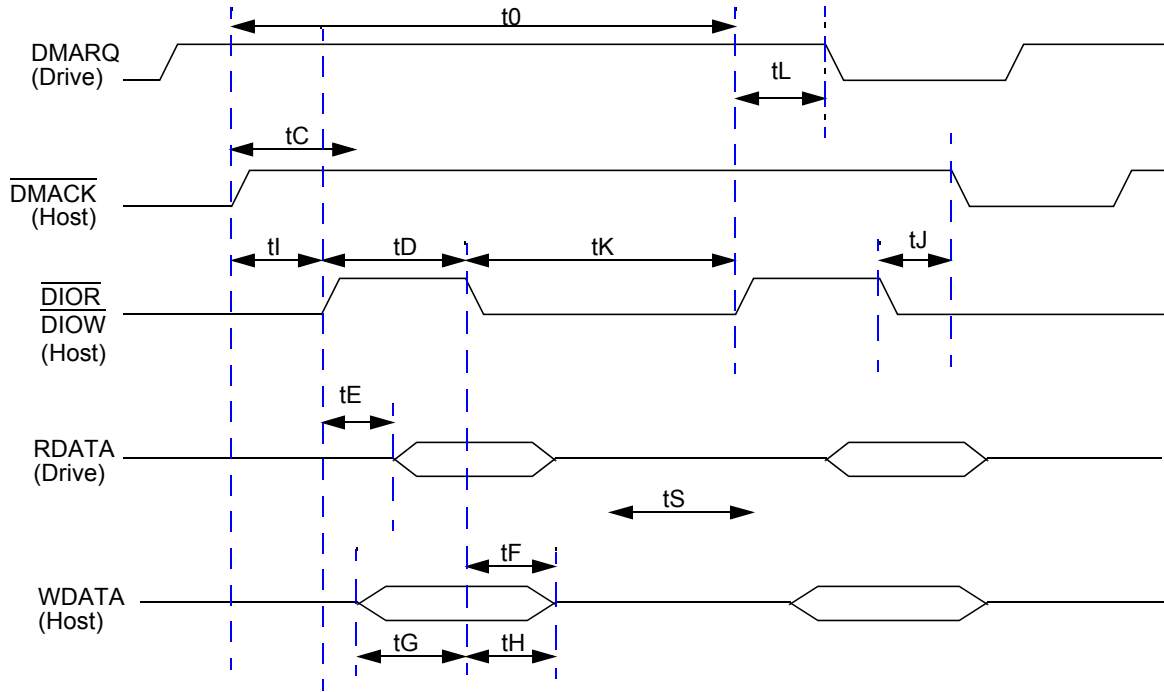 t0
DMARQ
(Drive)
tL
tC
DMACK
(Host)
tI
tD
tK
tJ
DIOR
DIOW
(Host)
tE
RDATA
(Drive)
tS
tF
WDATA
(Host)
tG
tH